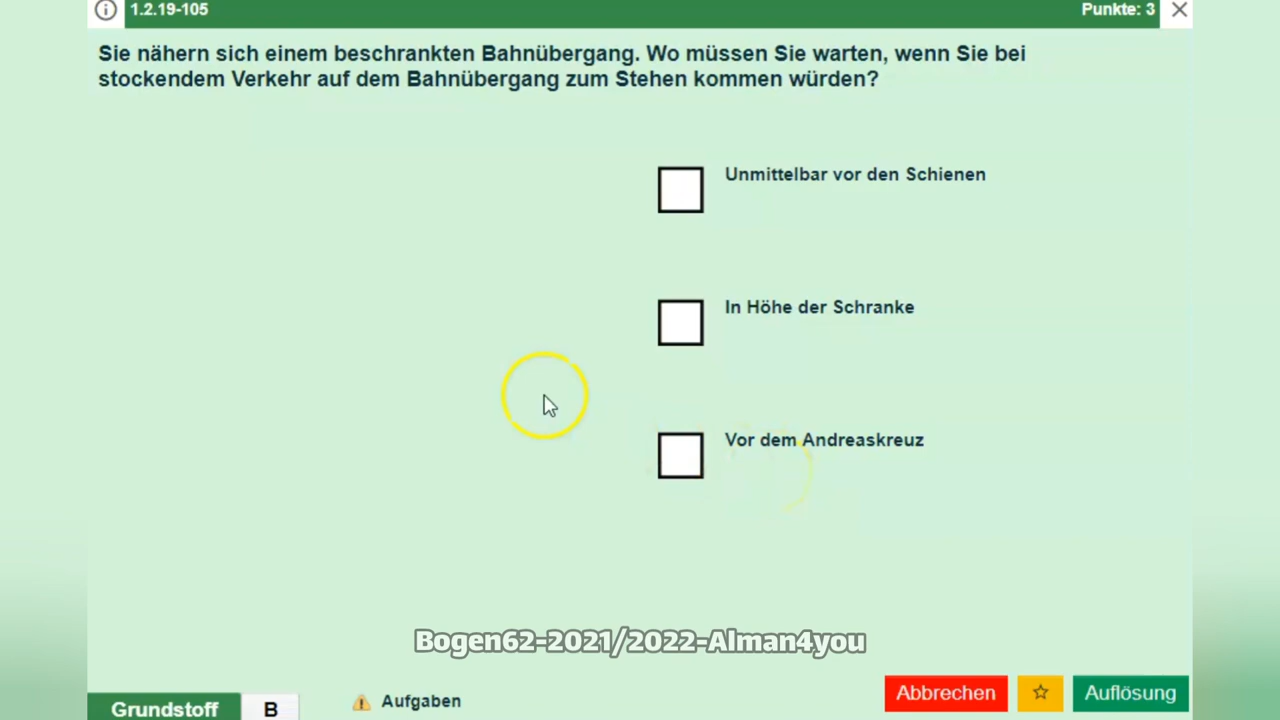 1.2.19-105
Punkte: 3
Sie nähern sich einem beschrankten Bahnübergang. Wo müssen Sie warten, wenn Sie bei
stockendem Verkehr auf dem Bahnübergang zum Stehen kommen würden?
Unmittelbar vor den Schienen
In Höhe der Schranke
Vor dem Andreaskreuz
Bogen62-2021/2022-Alman4you
Grundstoff
B
Aufgaben
Abbrechen
Auflösung